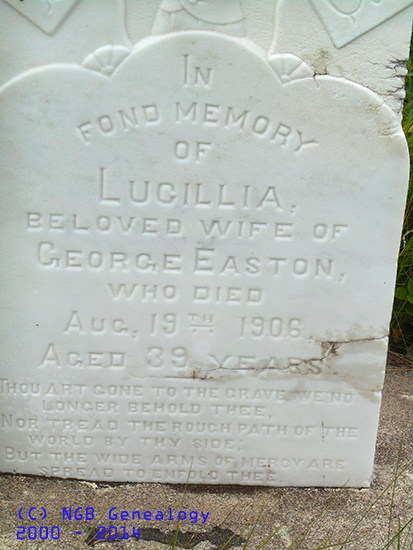 In
FOND MEMORY
OF
LUCILLIA,
BELOVED WIFE OF
GEORGE EASTON,
WHO DIED
AUG, 19TH 1906,
AGED 39 YEARS
THOU ART GONE TO THE GRAVE, WE NO
LONGER BEHOLD THEE,
NOR TREAD THE ROUGH PATH OF THE
WORLD BY THY SIDE;
BUT THE ARMS OF MERCY ARE
SPREAD TO THEE,
(C) NGB Genealogy
2000 - 2014